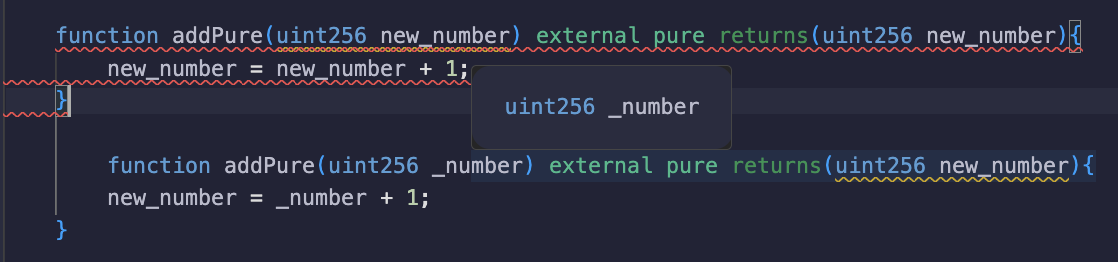 function addPure(uint256 new_number) external pure returns(uint256 new_number){
new_number = new_number + 1;
}
uint256 _number
function addPure(uint256 _number) external pure returns(uint256 new_number){
new_number = _number + 1;
}